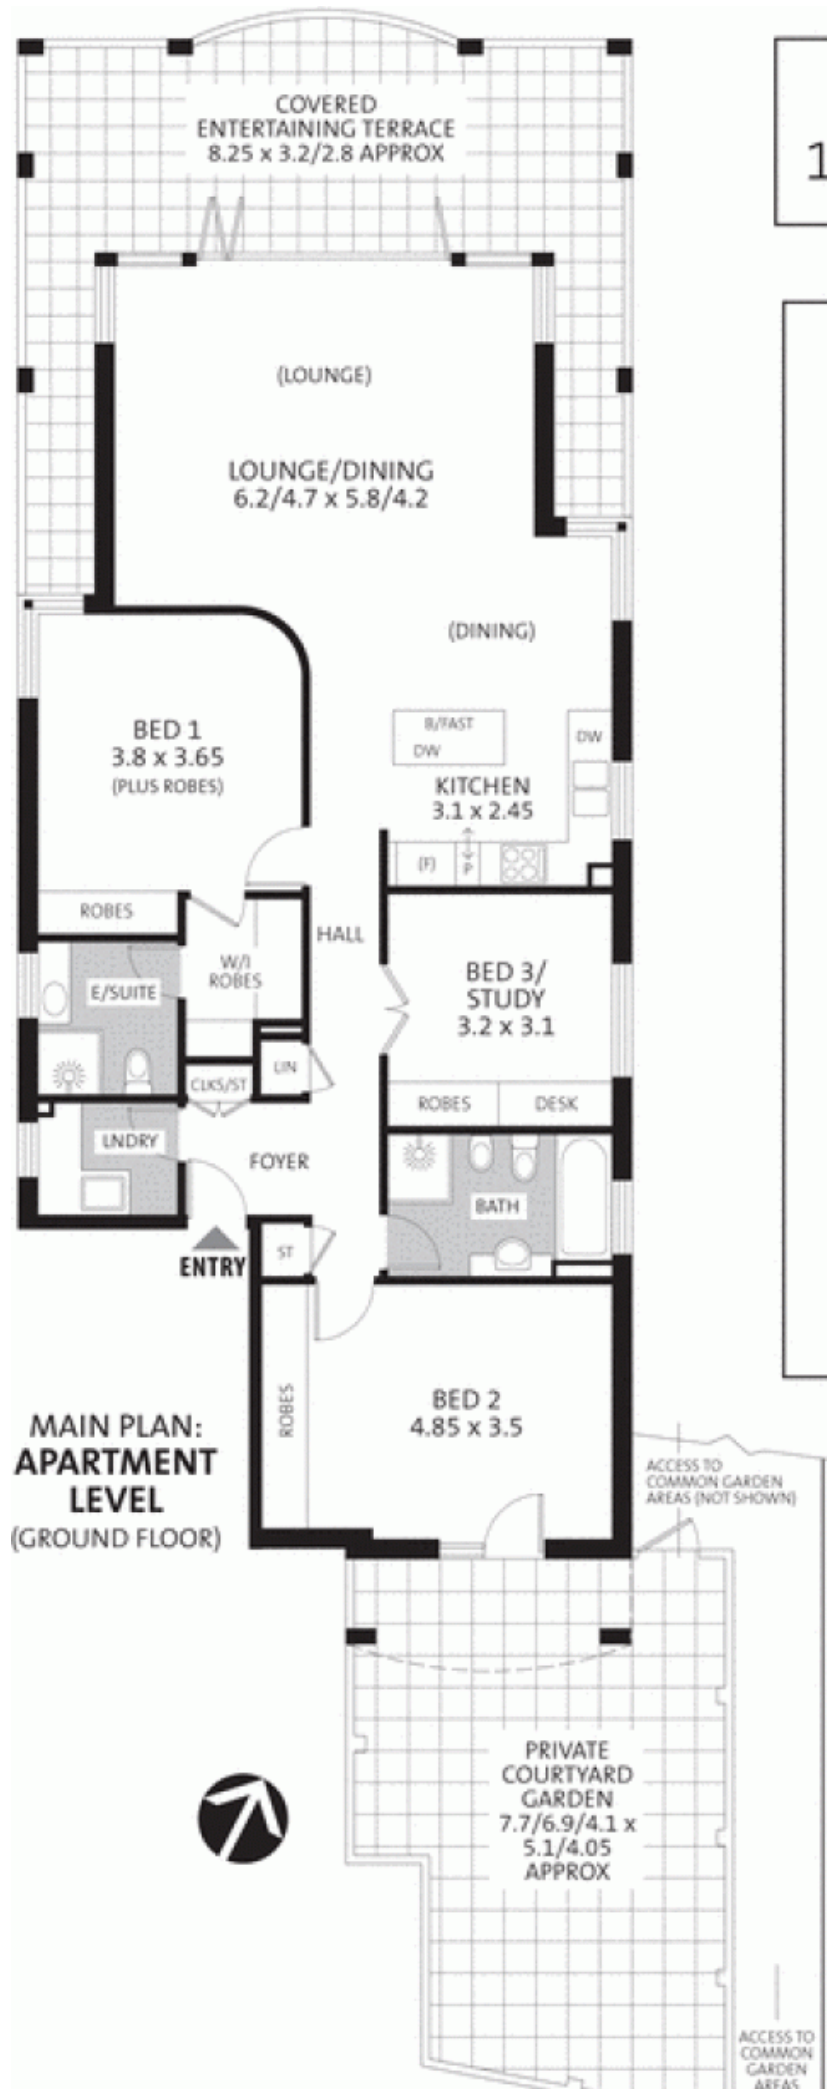 COVERED
ENTERTAINING TERRACE
8.25 x 3.2/2.8 APPROX
1
(LOUNGE)
LOUNGE/DINING
6.2/4.7 x 5.8/4.2
(DINING)
BED 1
3.8 x 3.65
(PLUS ROBES)
B/FAST
DW
DW
KITCHEN
3.1 x 2.45
(F)
P
ROBES
HALL
W/I
ROBES
E/SUITE
BED 3/
STUDY
3.2 x 3.1
LIN
CLKS/ST
ROBES
DESK
LNDRY
FOYER
BATH
ST
ENTRY
ROBES
BED 2
4.85 x 3.5
MAIN PLAN:
APARTMENT
LEVEL
(GROUND FLOOR)
ACCESS TO
COMMON GARDEN
AREAS (NOT SHOWN)
PRIVATE
COURTYARD
GARDEN
7.7/6.9/4.1 x
5.1/4.05
APPROX
ACCESS TO
COMMON
GARDEN
AREAS